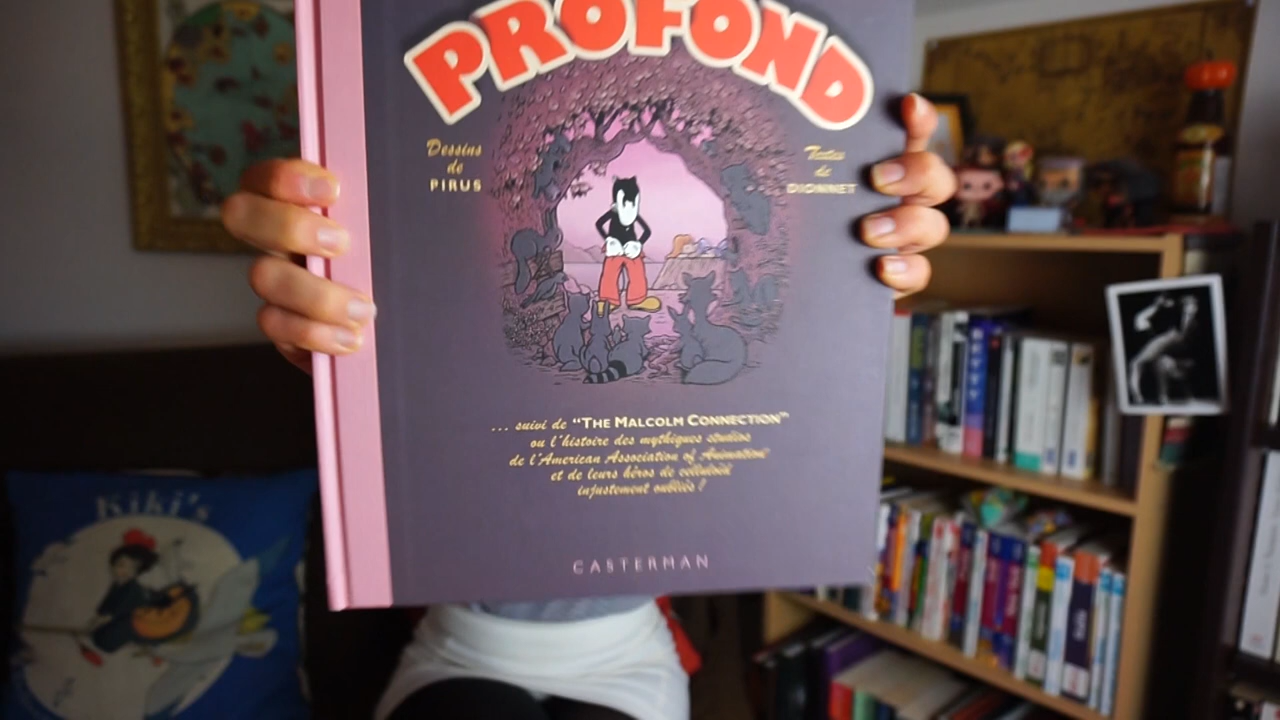 PROFOND
Dessins
de
PIRUS
Textes
de
DIONNET
... suivi de "THE MALCOLM CONNECTION"
ou l'histoire des mythiques studios
de l'American Association of Animation
et de leurs héros de celluloïd
injustement oubliés !
CASTERMAN
Kiki's